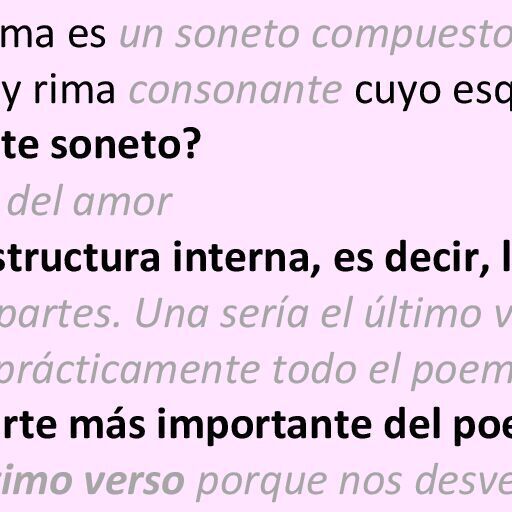 ma es un soneto compuesto
y rima consonante cuyo esq
te soneto?
del amor
structura interna, es decir, l
partes. Una sería el último v
prácticamente todo el poem
rte más importante del poe
imo verso porque nos desve